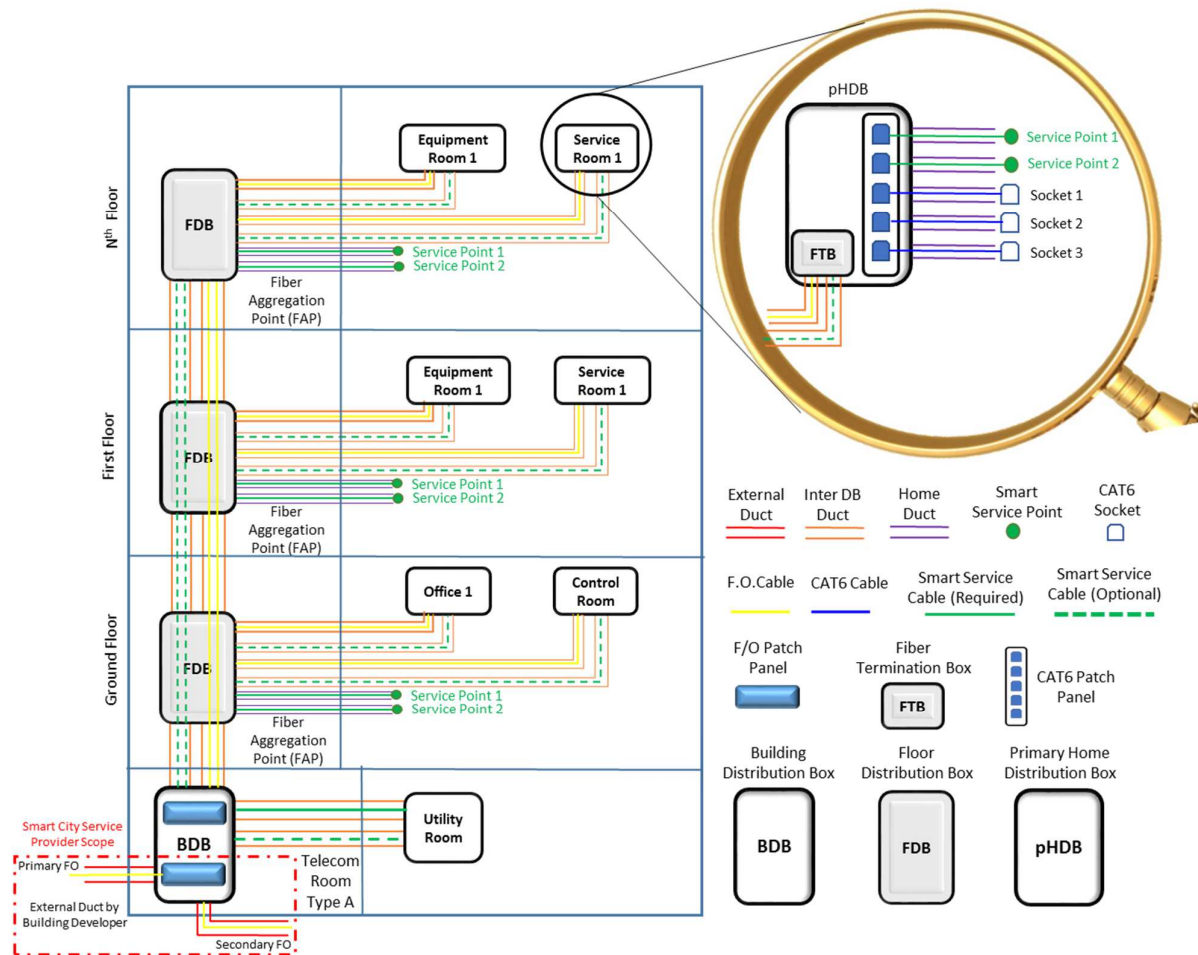 pHDB
Service Point 1
Service Point 2
Socket 1
Socket 2
Socket 3
FTB
Nth Floor
FDB
Equipment
Room 1
Service
Room 1
Service Point 1
Service Point 2
Fiber
Aggregation
Point (FAP)
First Floor
FDB
Equipment
Room 1
Service
Room 1
Service Point 1
Service Point 2
Fiber
Aggregation
Point (FAP)
Ground Floor
FDB
Office 1
Control
Room
Service Point 1
Service Point 2
Fiber
Aggregation
Point (FAP)
BDB
Utility
Room
Telecom
Room
Type A
Smart City Service
Provider Scope
Primary FO
External Duct by
Building Developer
Secondary FO
External
Duct
Inter DB
Duct
Home
Duct
Smart
Service Point
CAT6
Socket
F.O.Cable
CAT6 Cable
Smart Service
Cable (Required)
Smart Service
Cable (Optional)
F/O Patch
Panel
Fiber
Termination Box
FTB
CAT6 Patch
Panel
Building
Distribution Box
BDB
Floor
Distribution Box
FDB
Primary Home
Distribution Box
pHDB